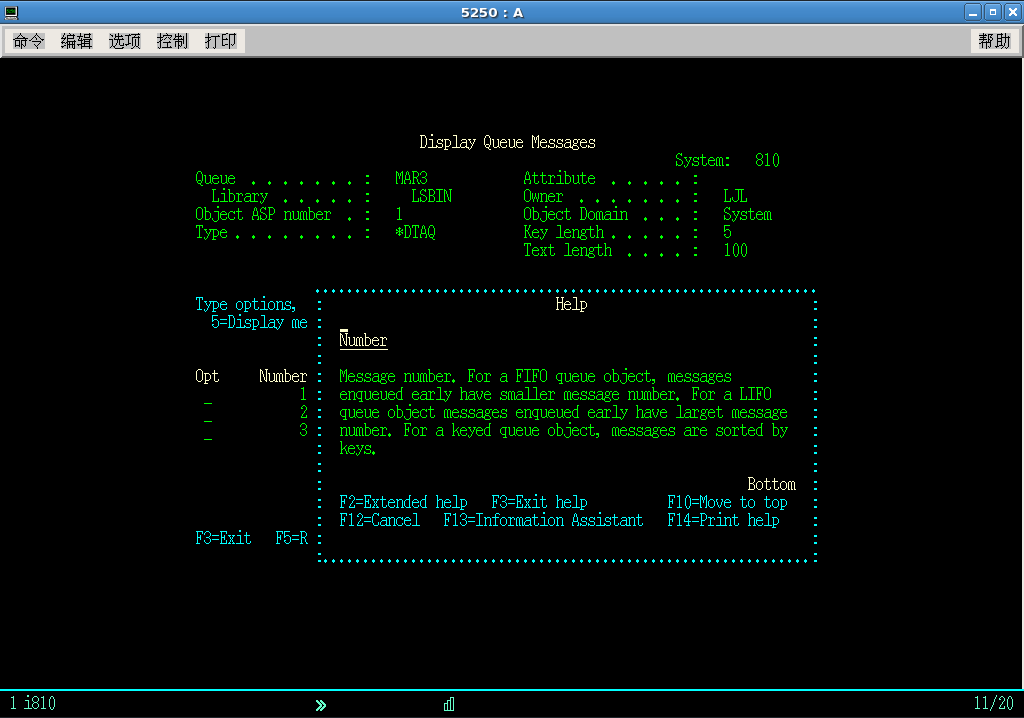 5250 : A
命令 编辑 选项 控制 打印 帮助
Display Queue Messages
System: 810
Queue . . . . . . . : MAR3 Attribute . . . . . :
Library . . . . . : LSBIN Owner . . . . . . . : LJL
Object ASP number . : 1 Object Domain . . . : System
Type . . . . . . . . : *DTAQ Key length . . . . . : 5
Text length . . . . : 100
Type options, : Help :
5=Display me :
: Number :
Opt Number : Message number. For a FIFO queue object, messages :
_ 1 : enqueued early have smaller message number. For a LIFO :
_ 2 : queue object messages enqueued early have larget message :
_ 3 : number. For a keyed queue object, messages are sorted by :
: keys. :
: Bottom :
: F2=Extended help F3=Exit help F10=Move to top :
: F12=Cancel F13=Information Assistant F14=Print help :
F3=Exit F5=R :
1 i810 11/20